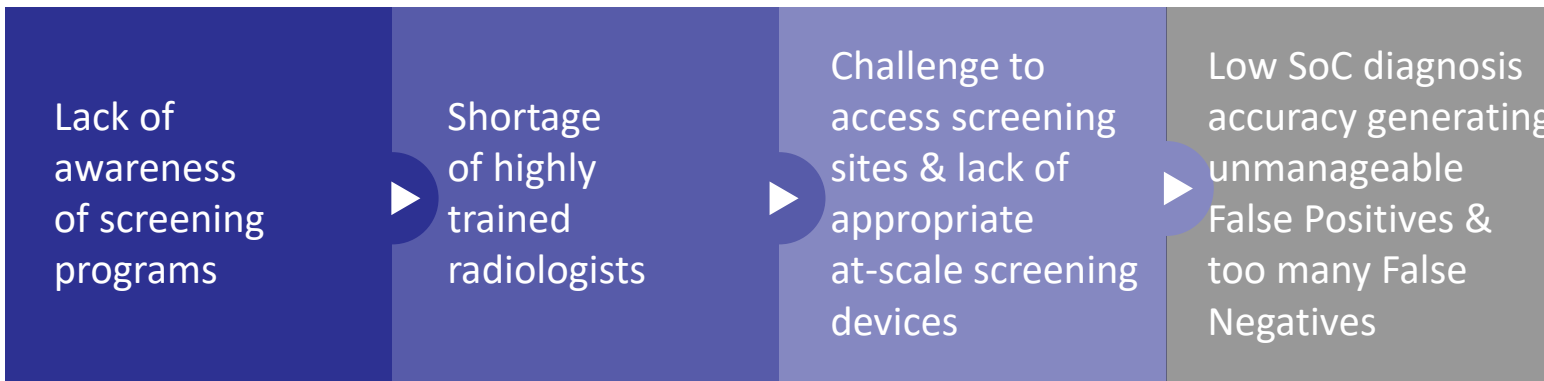 Lack of
awareness
of screening
programs
Shortage
of highly
trained
radiologists
Challenge to
access screening
sites & lack of
appropriate
at-scale screening
devices
Low SoC diagnosis
accuracy generating
unmanageable
False Positives &
too many False
Negatives